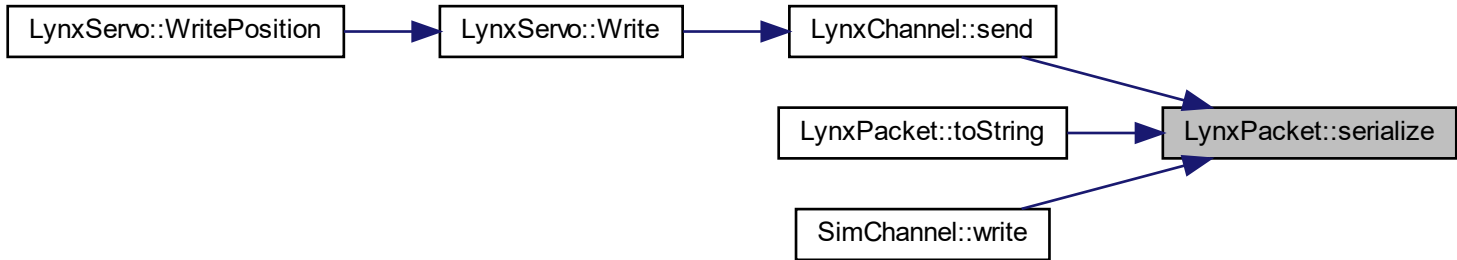 LynxServo::WritePosition
LynxServo::Write
LynxChannel::send
LynxPacket::toString
LynxPacket::serialize
SimChannel::write